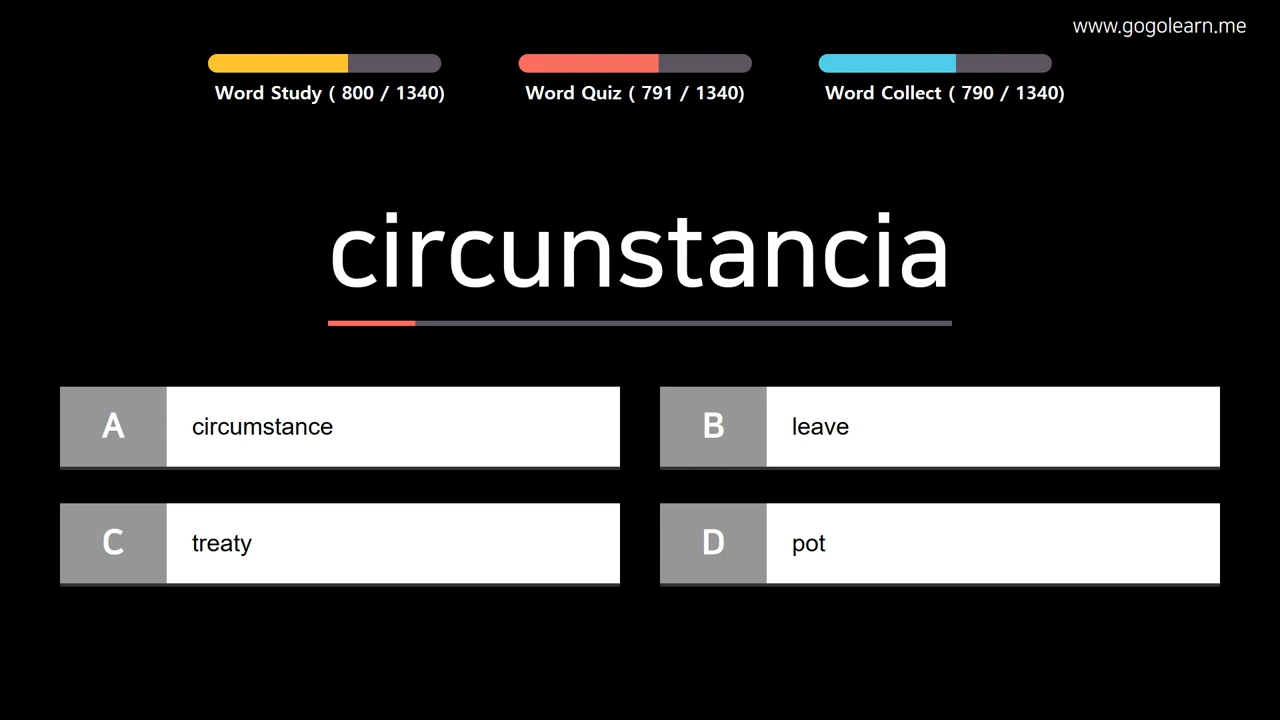 www.gogolearn.me
Word Study ( 800 / 1340)
Word Quiz ( 791 / 1340)
Word Collect ( 790 / 1340)
circunstancia
A circumstance
B leave
C treaty
D pot